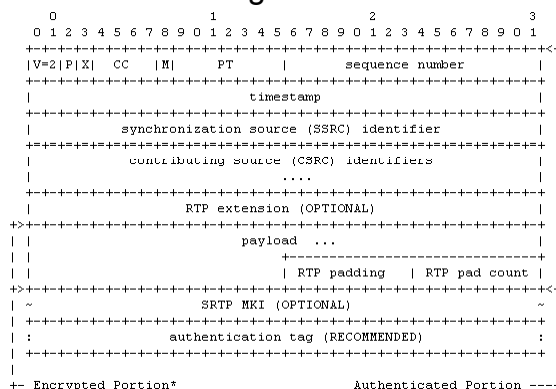 0 1 2 3
0 1 2 3 4 5 6 7 8 9 0 1 2 3 4 5 6 7 8 9 0 1 2 3 4 5 6 7 8 9 0 1
+-+-+-+-+-+-+-+-+-+-+-+-+-+-+-+-+-+-+-+-+-+-+-+-+-+-+-+-+-+-+-+-+<
|V=2|P|X| CC |M| PT | sequence number |
+-+-+-+-+-+-+-+-+-+-+-+-+-+-+-+-+-+-+-+-+-+-+-+-+-+-+-+-+-+-+-+-+
| timestamp |
+-+-+-+-+-+-+-+-+-+-+-+-+-+-+-+-+-+-+-+-+-+-+-+-+-+-+-+-+-+-+-+-+
| synchronization source (SSRC) identifier |
+=+=+=+=+=+=+=+=+=+=+=+=+=+=+=+=+=+=+=+=+=+=+=+=+=+=+=+=+=+=+=+=+
| contributing source (CSRC) identifiers |
| .... |
+-+-+-+-+-+-+-+-+-+-+-+-+-+-+-+-+-+-+-+-+-+-+-+-+-+-+-+-+-+-+-+-+
| RTP extension (OPTIONAL) |
+>+-+-+-+-+-+-+-+-+-+-+-+-+-+-+-+-+-+-+-+-+-+-+-+-+-+-+-+-+-+-+-+-+
| | payload ... |
| | +-------------------------------+
| | | RTP padding | RTP pad count |
+>+-+-+-+-+-+-+-+-+-+-+-+-+-+-+-+-+-+-+-+-+-+-+-+-+-+-+-+-+-+-+-+-+<
| ~ SRTP MKI (OPTIONAL) ~
| +-+-+-+-+-+-+-+-+-+-+-+-+-+-+-+-+-+-+-+-+-+-+-+-+-+-+-+-+-+-+-+-+
| : authentication tag (RECOMMENDED) :
| +-+-+-+-+-+-+-+-+-+-+-+-+-+-+-+-+-+-+-+-+-+-+-+-+-+-+-+-+-+-+-+-+
|
+- Encrypted Portion* Authenticated Portion ---